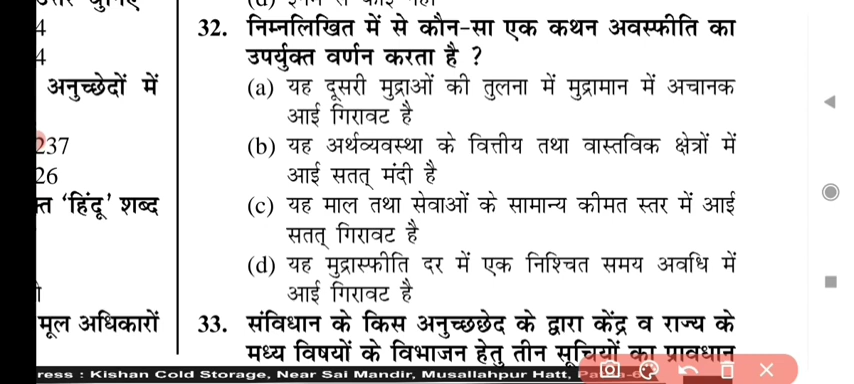 4
4
अनुच्छेदों में
237
26
‘हिंदू’ शब्द
मूल अधिकारों
32. निम्नलिखित में से कौन-सा एक कथन अवस्फीति का
उपर्युक्त वर्णन करता है ?
(a) यह दूसरी मुद्राओं की तुलना में मुद्रामान में अचानक
आई गिरावट है
(b) यह अर्थव्यवस्था के वित्तीय तथा वास्तविक क्षेत्रों में
आई सतत् मंदी है
(c) यह माल तथा सेवाओं के सामान्य कीमत स्तर में आई
सतत् गिरावट है
(d) यह मुद्रास्फीति दर में एक निश्चित समय अवधि में
आई गिरावट है
33. संविधान के किस अनुच्छछेद के द्वारा केंद्र व राज्य के
मध्य विषयों के विभाजन हेतु तीन सूचियों का प्रावधान
ress : Kishan Cold Storage, Near Sai Mandir, Musallahpur Hatt,